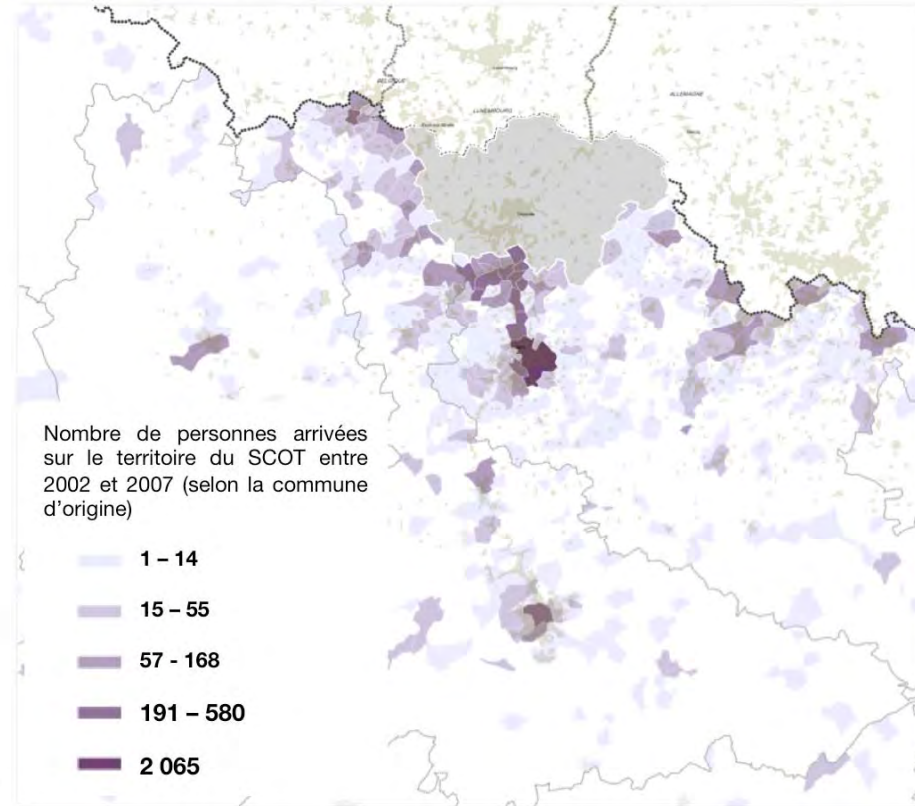 BELGIQUE
LUXEMBOURG
ALLEMAGNE
Nombre de personnes arrivées
sur le territoire du SCOT entre
2002 et 2007 (selon la commune
d'origine)
1 – 14
15 – 55
57 - 168
191 – 580
2 065